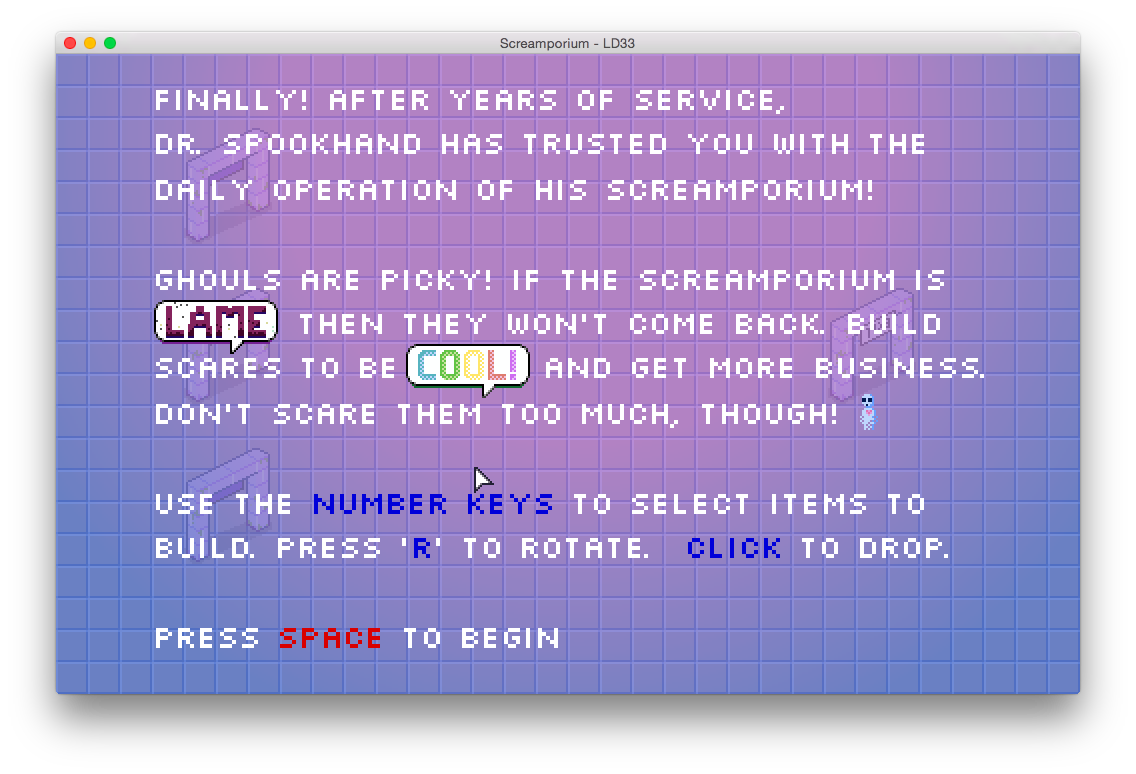 Screamporium - LD33
FINALLY! AFTER YEARS OF SERVICE,
DR. SPOOKHAND HAS TRUSTED YOU WITH THE
DAILY OPERATION OF HIS SCREAMPORIUM!
GHOULS ARE PICKY! IF THE SCREAMPORIUM IS
LAME THEN THEY WON'T COME BACK. BUILD
SCARES TO BE COOL! AND GET MORE BUSINESS.
DON'T SCARE THEM TOO MUCH, THOUGH!
USE THE NUMBER KEYS TO SELECT ITEMS TO
BUILD. PRESS 'R' TO ROTATE. CLICK TO DROP.
PRESS SPACE TO BEGIN